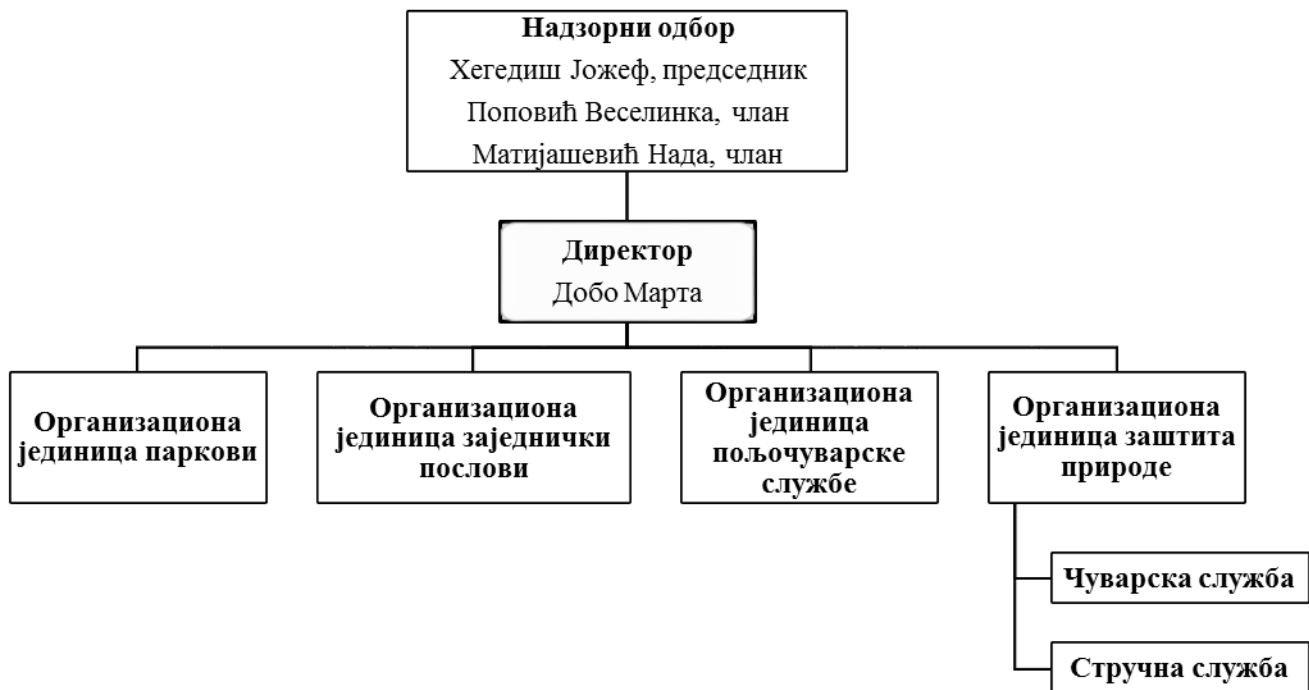 Надзорни одбор
Хегедиш Јожеф, председник
Поповић Веселинка, члан
Матијашевић Нада, члан
Директор
Добо Марта
Организациона
јединица паркови
Организациона
јединица заједнички
послови
Организациона
јединица
пољочуварске
службе
Организациона
јединица заштита
природе
Чуварска служба
Стручна служба